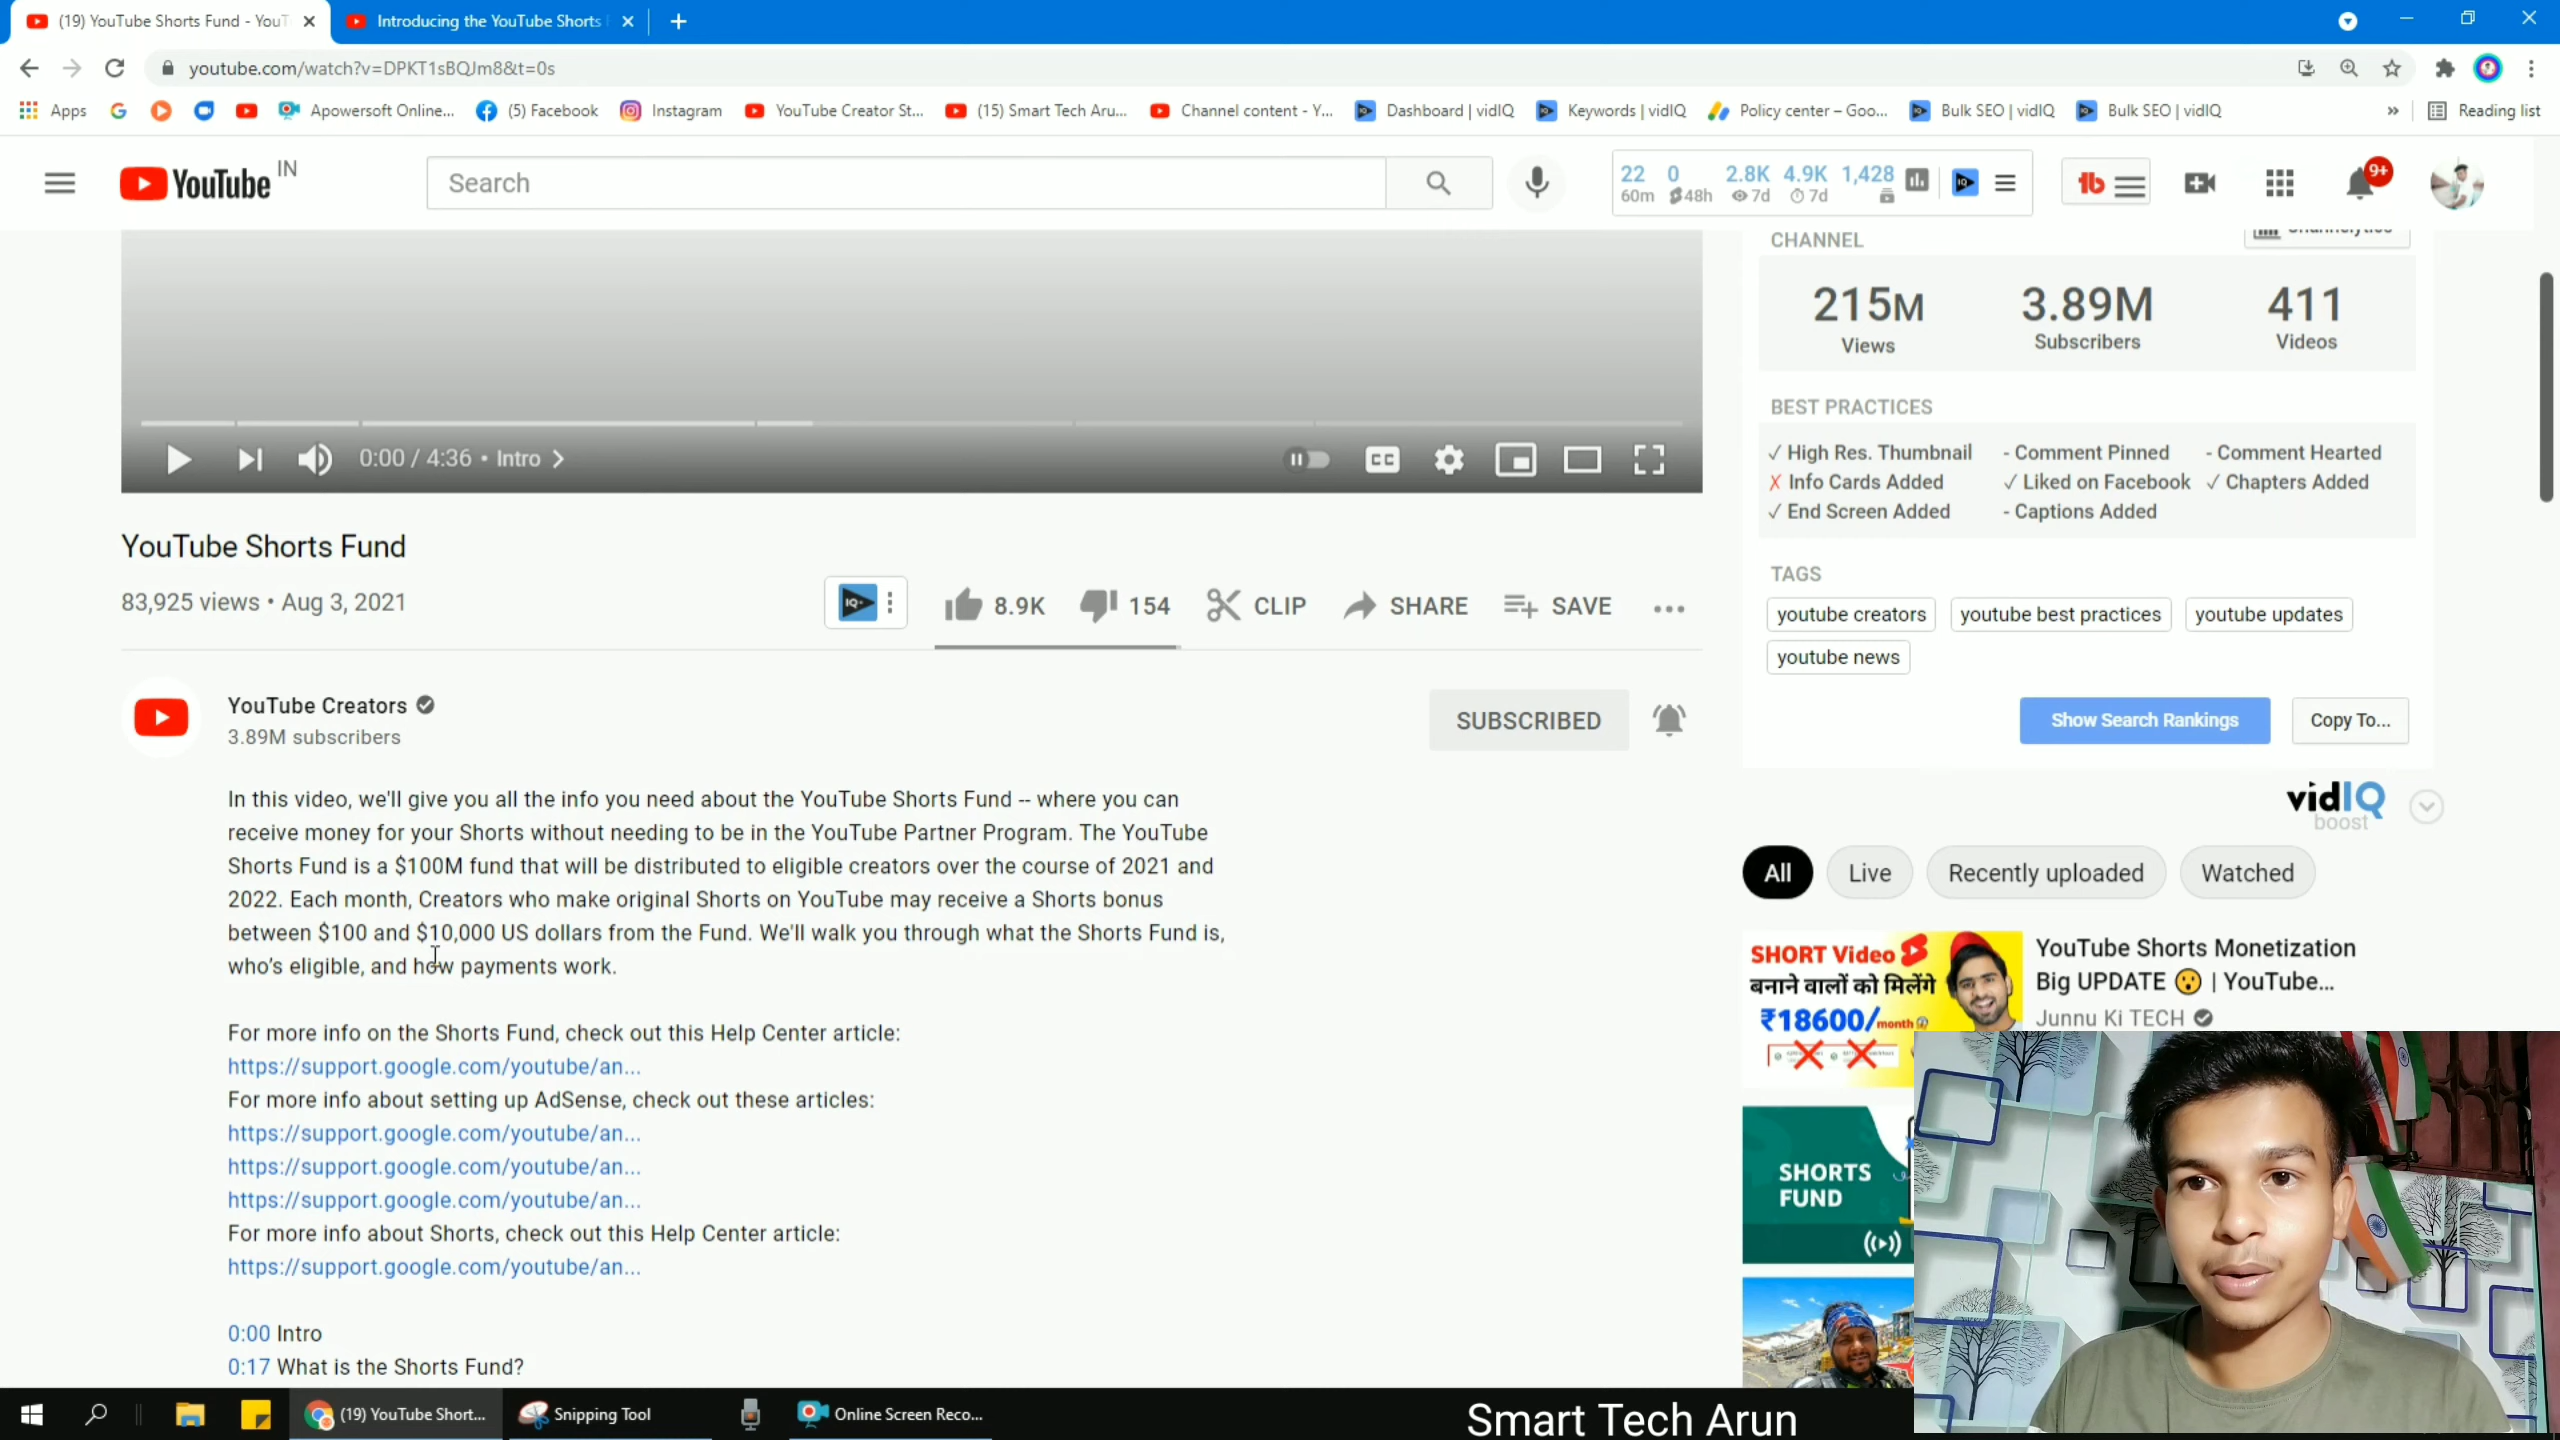 (19) YouTube Shorts Fund - YouT
Introducing the YouTube Shorts
youtube.com/watch?v=DPKT1sBQJm8&t=0s
Apps
Apowersoft Online...
(5) Facebook
Instagram
YouTube Creator St...
(15) Smart Tech Aru...
Channel content - Y...
Dashboard | vidIQ
Keywords | vidIQ
Policy center – Goo...
Bulk SEO | vidIQ
Bulk SEO | vidIQ
»
Reading list
YouTube IN
Search
22 0 2.8K 4.9K 1,428
60m 48h 7d 7d
9+
CHANNEL
215M 3.89M 411
Views Subscribers Videos
BEST PRACTICES
✓ High Res. Thumbnail - Comment Pinned - Comment Hearted
✗ Info Cards Added ✓ Liked on Facebook ✓ Chapters Added
✓ End Screen Added - Captions Added
TAGS
youtube creators youtube best practices youtube updates
youtube news
Show Search Rankings Copy To...
vidIQ
boost
0:00 / 4:36 • Intro
CC
YouTube Shorts Fund
83,925 views • Aug 3, 2021
IQ
8.9K 154 CLIP SHARE SAVE
YouTube Creators
3.89M subscribers
SUBSCRIBED
In this video, we'll give you all the info you need about the YouTube Shorts Fund -- where you can
receive money for your Shorts without needing to be in the YouTube Partner Program. The YouTube
Shorts Fund is a $100M fund that will be distributed to eligible creators over the course of 2021 and
2022. Each month, Creators who make original Shorts on YouTube may receive a Shorts bonus
between $100 and $10,000 US dollars from the Fund. We'll walk you through what the Shorts Fund is,
who's eligible, and how payments work.
For more info on the Shorts Fund, check out this Help Center article:
https://support.google.com/youtube/an...
For more info about setting up AdSense, check out these articles:
https://support.google.com/youtube/an...
https://support.google.com/youtube/an...
https://support.google.com/youtube/an...
For more info about Shorts, check out this Help Center article:
https://support.google.com/youtube/an...
0:00 Intro
0:17 What is the Shorts Fund?
All Live Recently uploaded Watched
SHORT Video
बनाने वालों को मिलेंगे
₹18600/month
YouTube Shorts Monetization
Big UPDATE 😯 | YouTube...
Junnu Ki TECH
SHORTS
FUND
(19) YouTube Short...
Snipping Tool
Online Screen Reco...
Smart Tech Arun